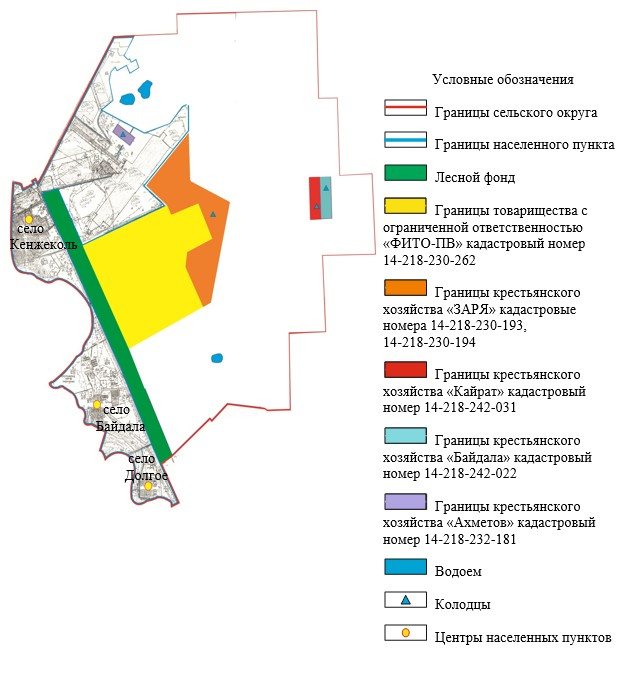 Условные обозначения
Границы сельского округа
Границы населенного пункта
Лесной фонд
Границы товарищества с
ограниченной ответственностью
«ФИТО-ПВ» кадастровый номер
14-218-230-262
Границы крестьянского
хозяйства «ЗАРЯ» кадастровые
номера 14-218-230-193,
14-218-230-194
Границы крестьянского
хозяйства «Кайрат» кадастровый
номер 14-218-242-031
Границы крестьянского
хозяйства «Байдала» кадастровый
номер 14-218-242-022
Границы крестьянского
хозяйства «Ахметов» кадастровый
номер 14-218-232-181
Водоем
Колодцы
Центры населенных пунктов
село
Кенжеколь
село
Байдала
село
Долгое